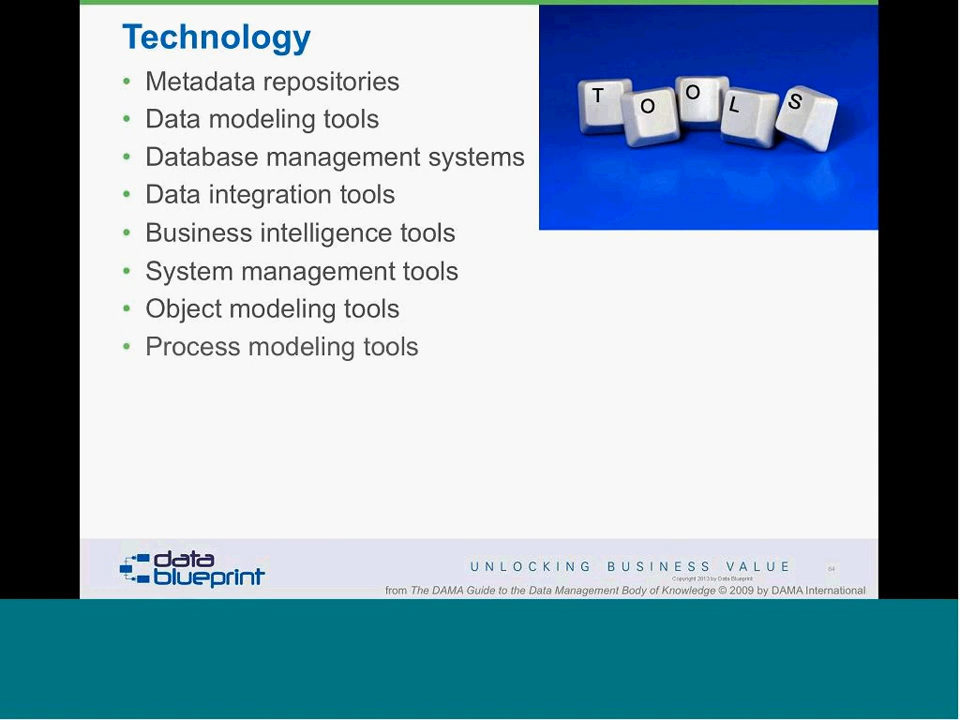 Technology
• Metadata repositories
• Data modeling tools
• Database management systems
• Data integration tools
• Business intelligence tools
• System management tools
• Object modeling tools
• Process modeling tools
T O O L S
data
blueprint
UNLOCKING BUSINESS VALUE
64
Copyright 2013 by Data Blueprint
from The DAMA Guide to the Data Management Body of Knowledge © 2009 by DAMA International